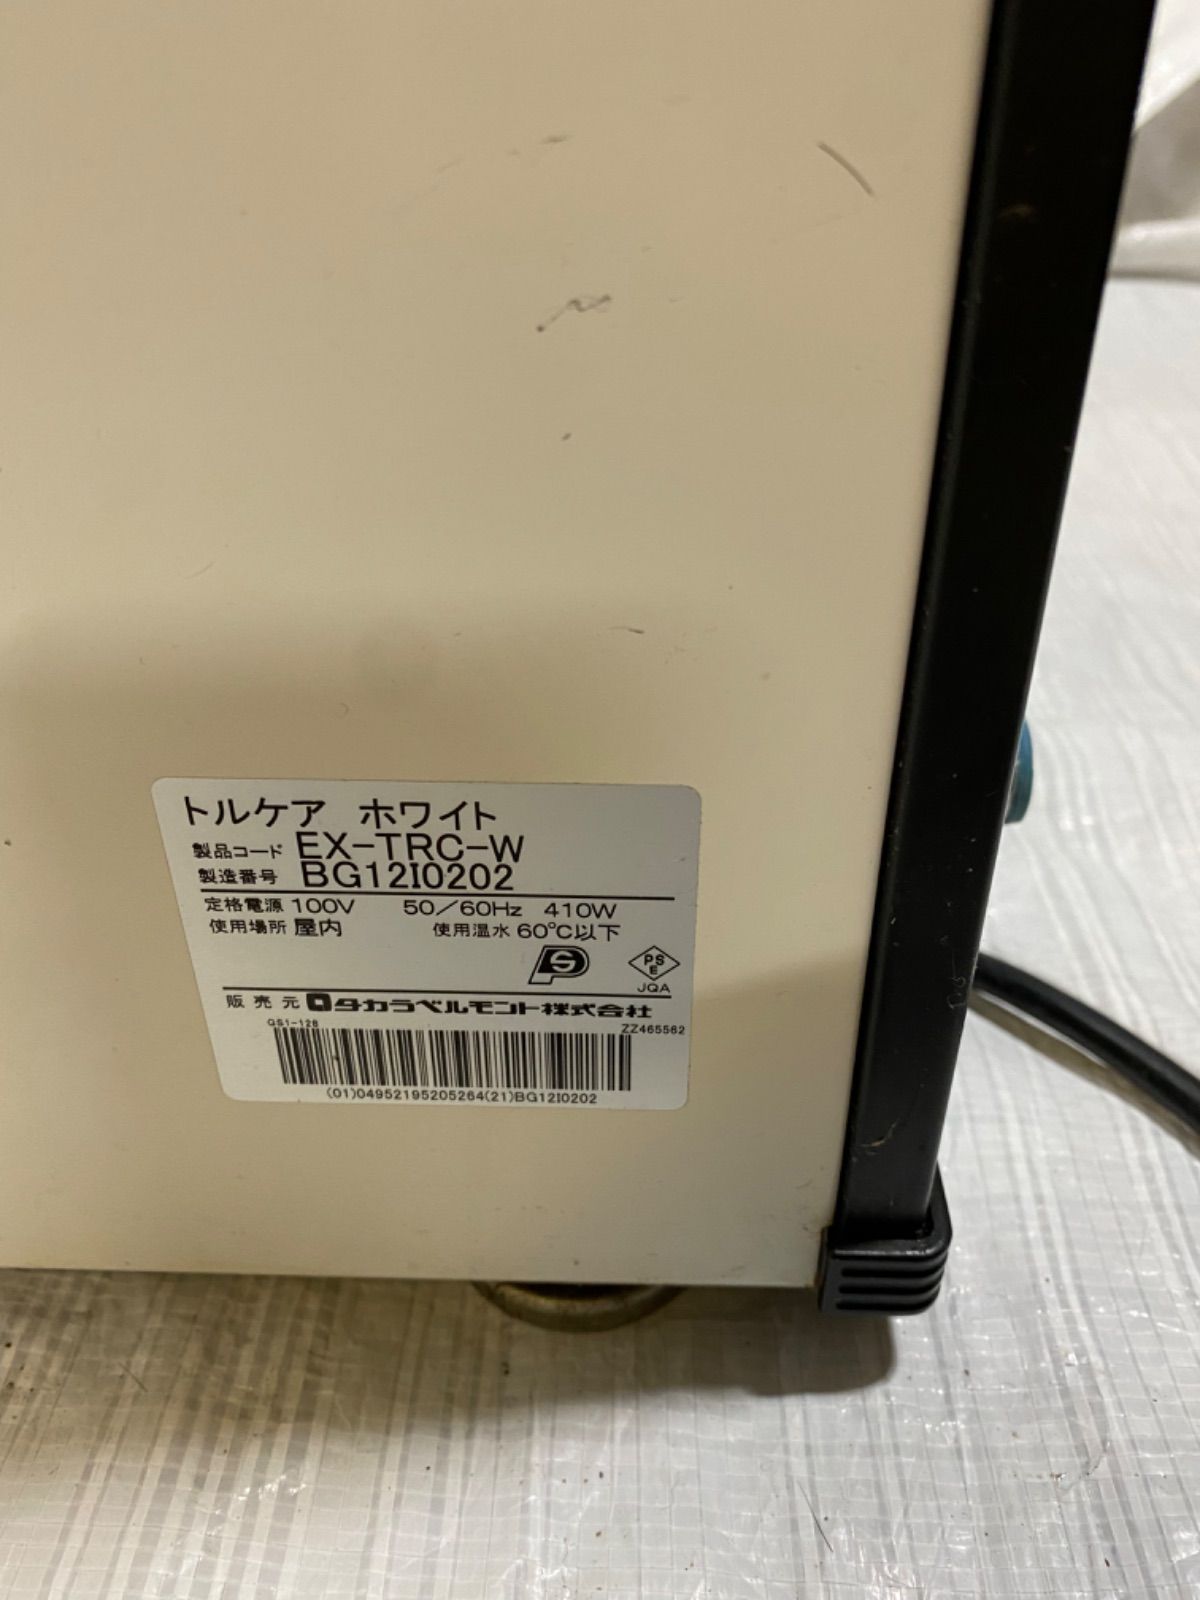 トルケア ホワイト
製品コード EX-TRC-W
製造番号 BG12I0202
定格電源 100V 50/60Hz 410W
使用場所 屋内 使用温水 60℃以下
PS
E
JQA
販売元 タカラベルモント株式会社
GS1-128 ZZ465562
(01)04952195205264(21)BG12I0202